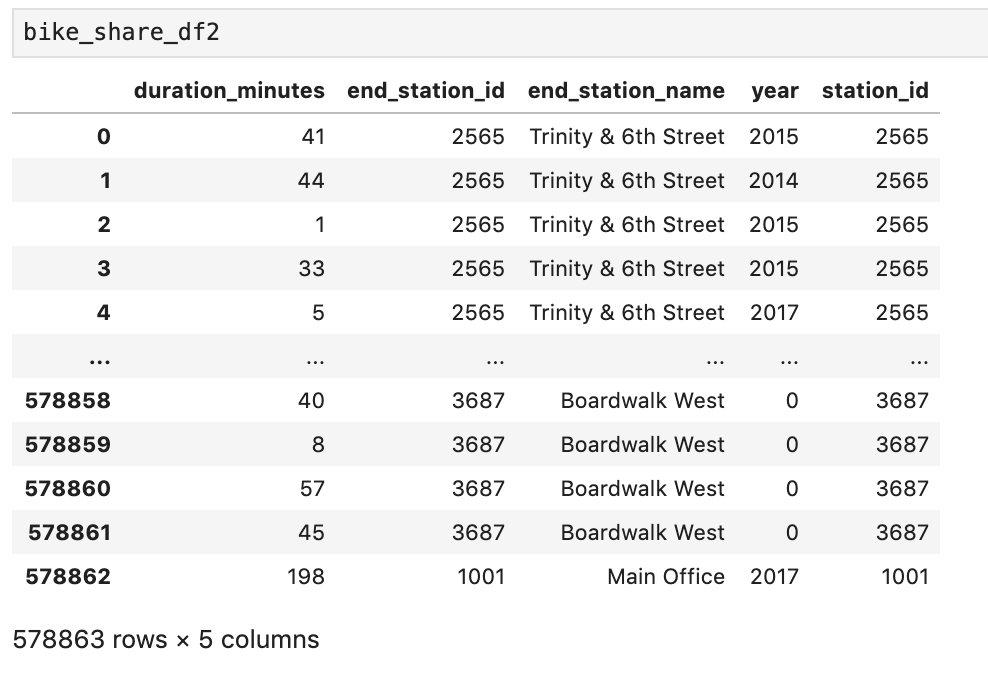 bike_share_df2
duration_minutes end_station_id end_station_name year station_id
0 41 2565 Trinity & 6th Street 2015 2565
1 44 2565 Trinity & 6th Street 2014 2565
2 1 2565 Trinity & 6th Street 2015 2565
3 33 2565 Trinity & 6th Street 2015 2565
4 5 2565 Trinity & 6th Street 2017 2565
... ... ... ... ... ...
578858 40 3687 Boardwalk West 0 3687
578859 8 3687 Boardwalk West 0 3687
578860 57 3687 Boardwalk West 0 3687
578861 45 3687 Boardwalk West 0 3687
578862 198 1001 Main Office 2017 1001
578863 rows × 5 columns